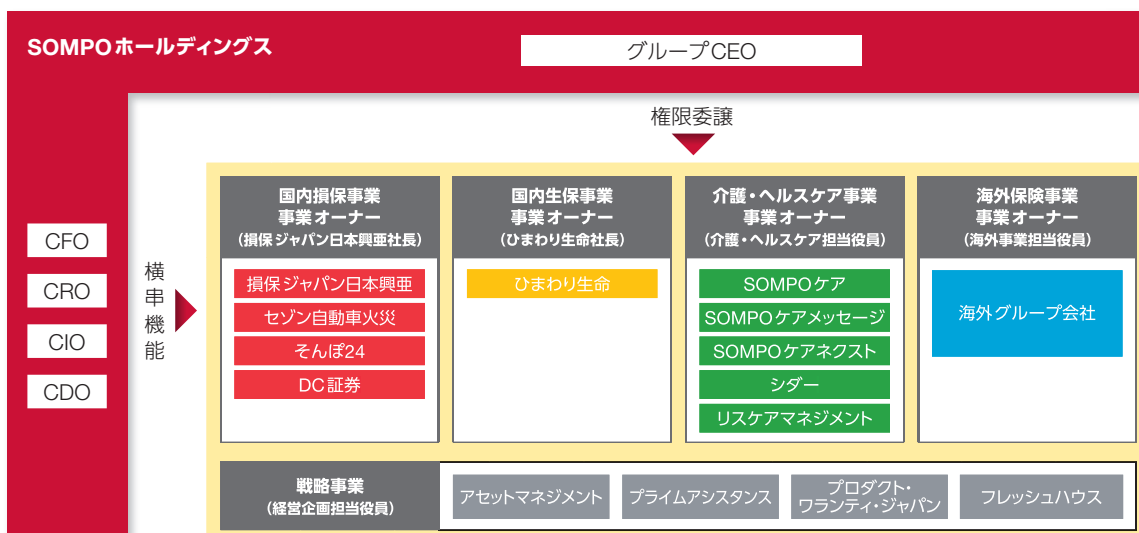 SOMPOホールディングス
グループCEO
権限委譲
CFO
CRO
CIO
CDO
横串機能
国内損保事業
事業オーナー
(損保ジャパン日本興亜社長)
損保ジャパン日本興亜
セゾン自動車火災
そんぽ24
DC証券
国内生保事業
事業オーナー
(ひまわり生命社長)
ひまわり生命
介護・ヘルスケア事業
事業オーナー
(介護・ヘルスケア担当役員)
SOMPOケア
SOMPOケアメッセージ
SOMPOケアネクスト
シダー
リスケアマネジメント
海外保険事業
事業オーナー
(海外事業担当役員)
海外グループ会社
戦略事業
(経営企画担当役員)
アセットマネジメント
プライムアシスタンス
プロダクト・
ワランティ・ジャパン
フレッシュハウス